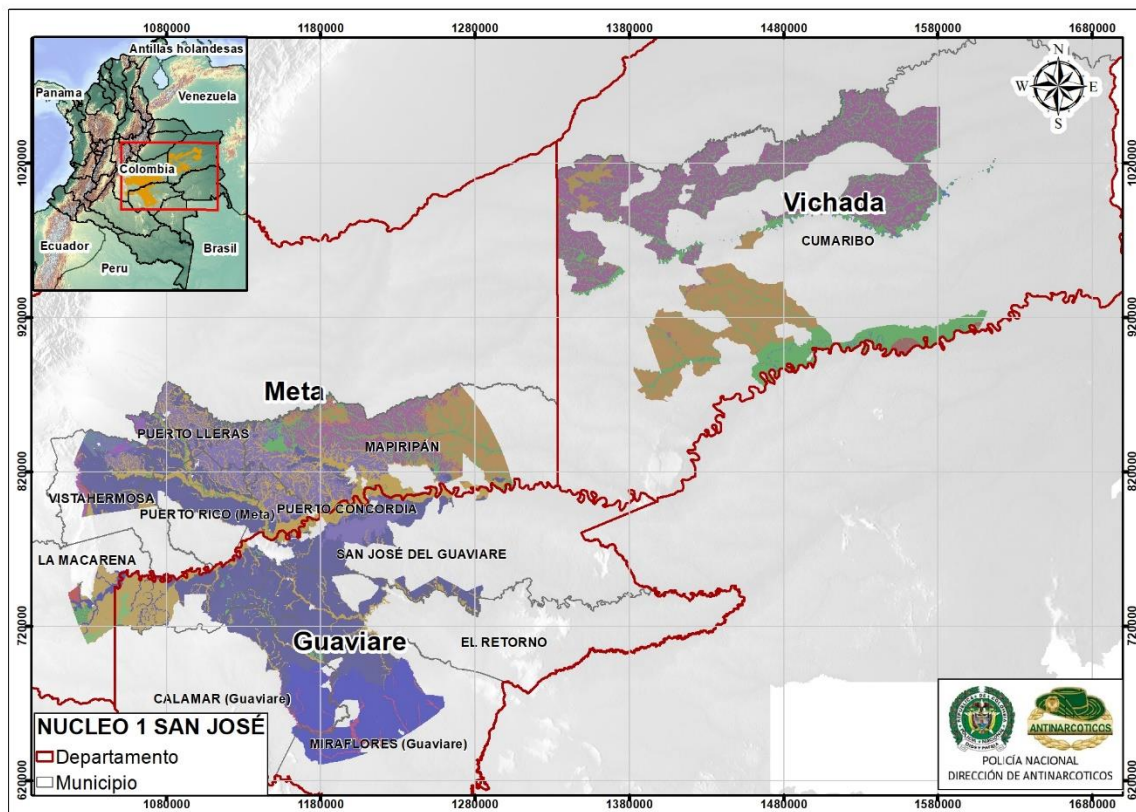 1080000 1180000 1280000 1380000 1480000 1580000 1680000
Antillas holandesas
Panama
Venezuela
Colombia
Ecuador
Peru
Brasil
N
W E
S
1020000 1020000
Vichada
CUMARIBO
920000 920000
Meta
PUERTO LLERAS
MAPIRIPÁN
820000 820000
VISTAHERMOSA
PUERTO RICO (Meta)
PUERTO CONCORDIA
LA MACARENA
SAN JOSÉ DEL GUAVIARE
720000 720000
Guaviare
EL RETORNO
CALAMAR (Guaviare)
MIRAFLORES (Guaviare)
NUCLEO 1 SAN JOSÉ
Departamento
Municipio
ANTINARCOTICOS
POLICÍA NACIONAL
DIRECCIÓN DE ANTINARCOTICOS
620000 620000
1080000 1180000 1280000 1380000 1480000 1580000 1680000